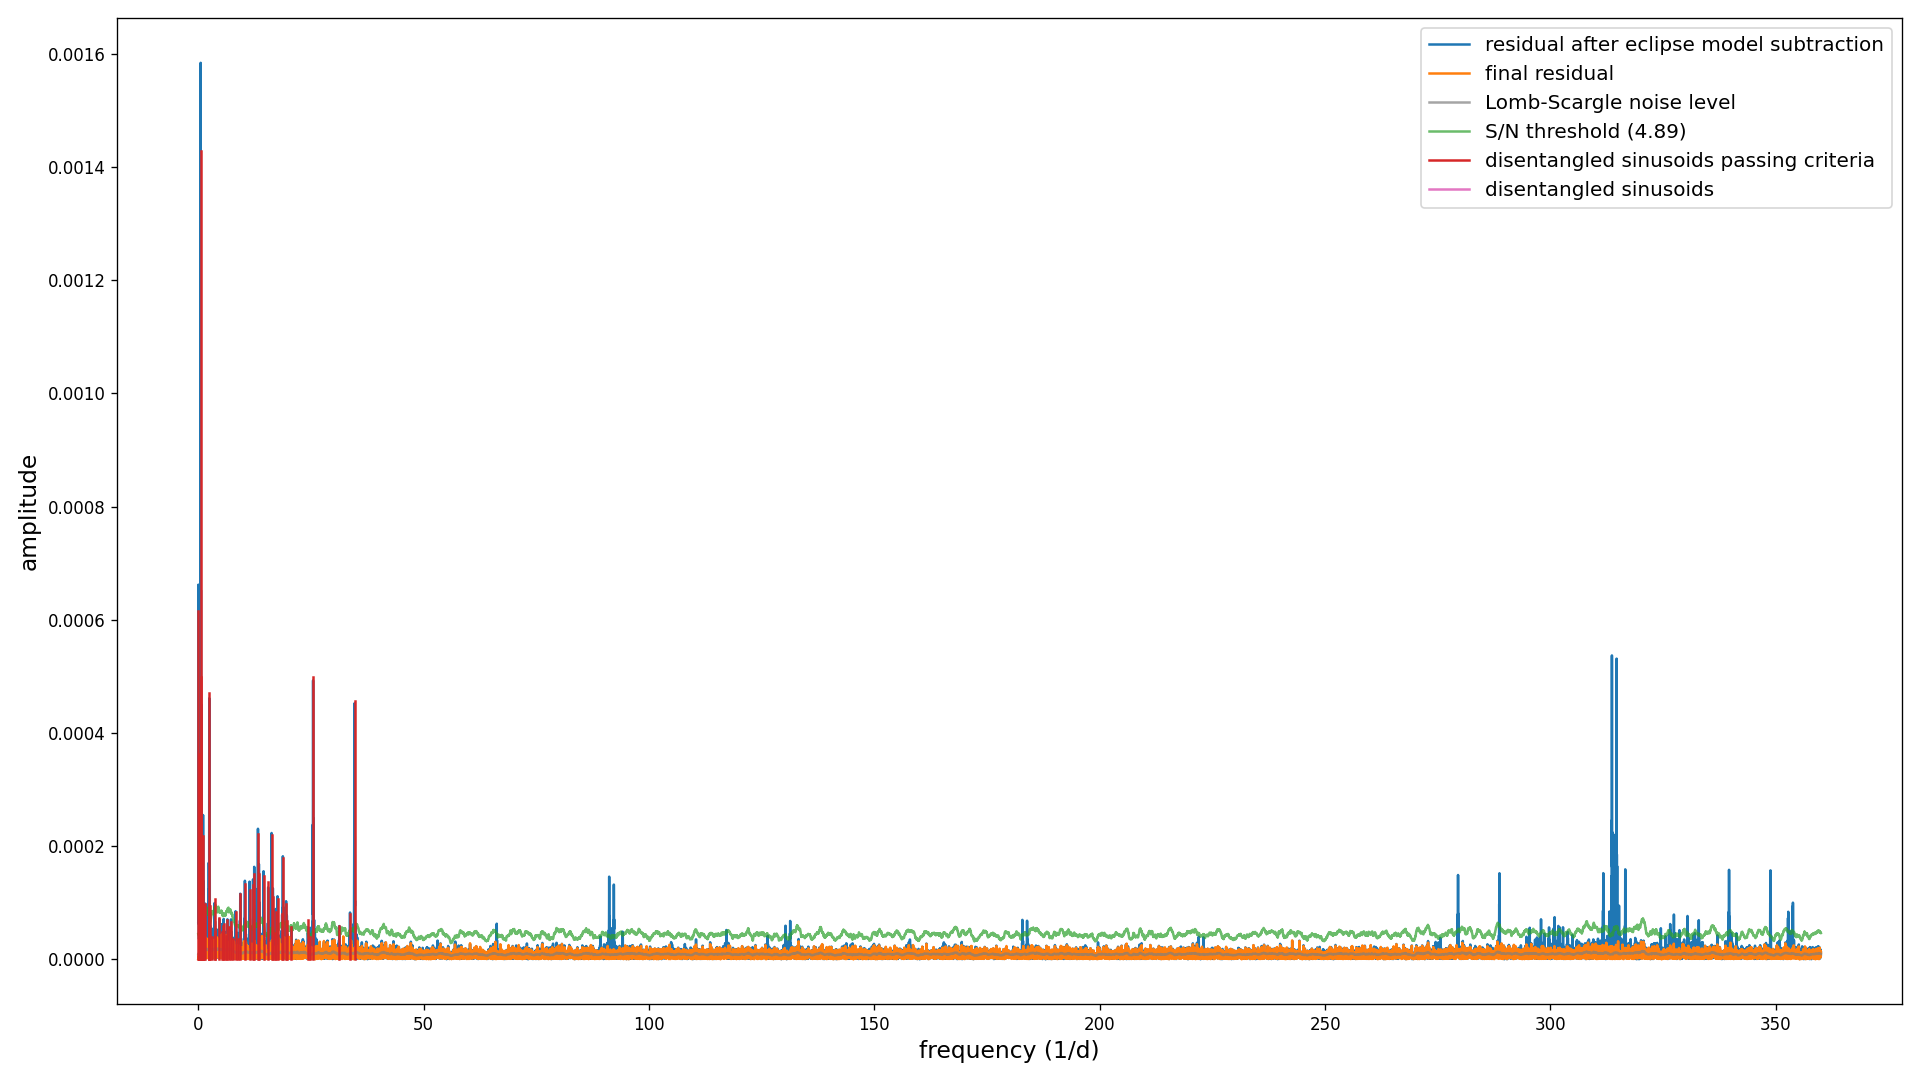 residual after eclipse model subtraction
final residual
Lomb-Scargle noise level
S/N threshold (4.89)
disentangled sinusoids passing criteria
disentangled sinusoids
amplitude
0.0016
0.0014
0.0012
0.0010
0.0008
0.0006
0.0004
0.0002
0.0000
0 50 100 150 200 250 300 350
frequency (1/d)